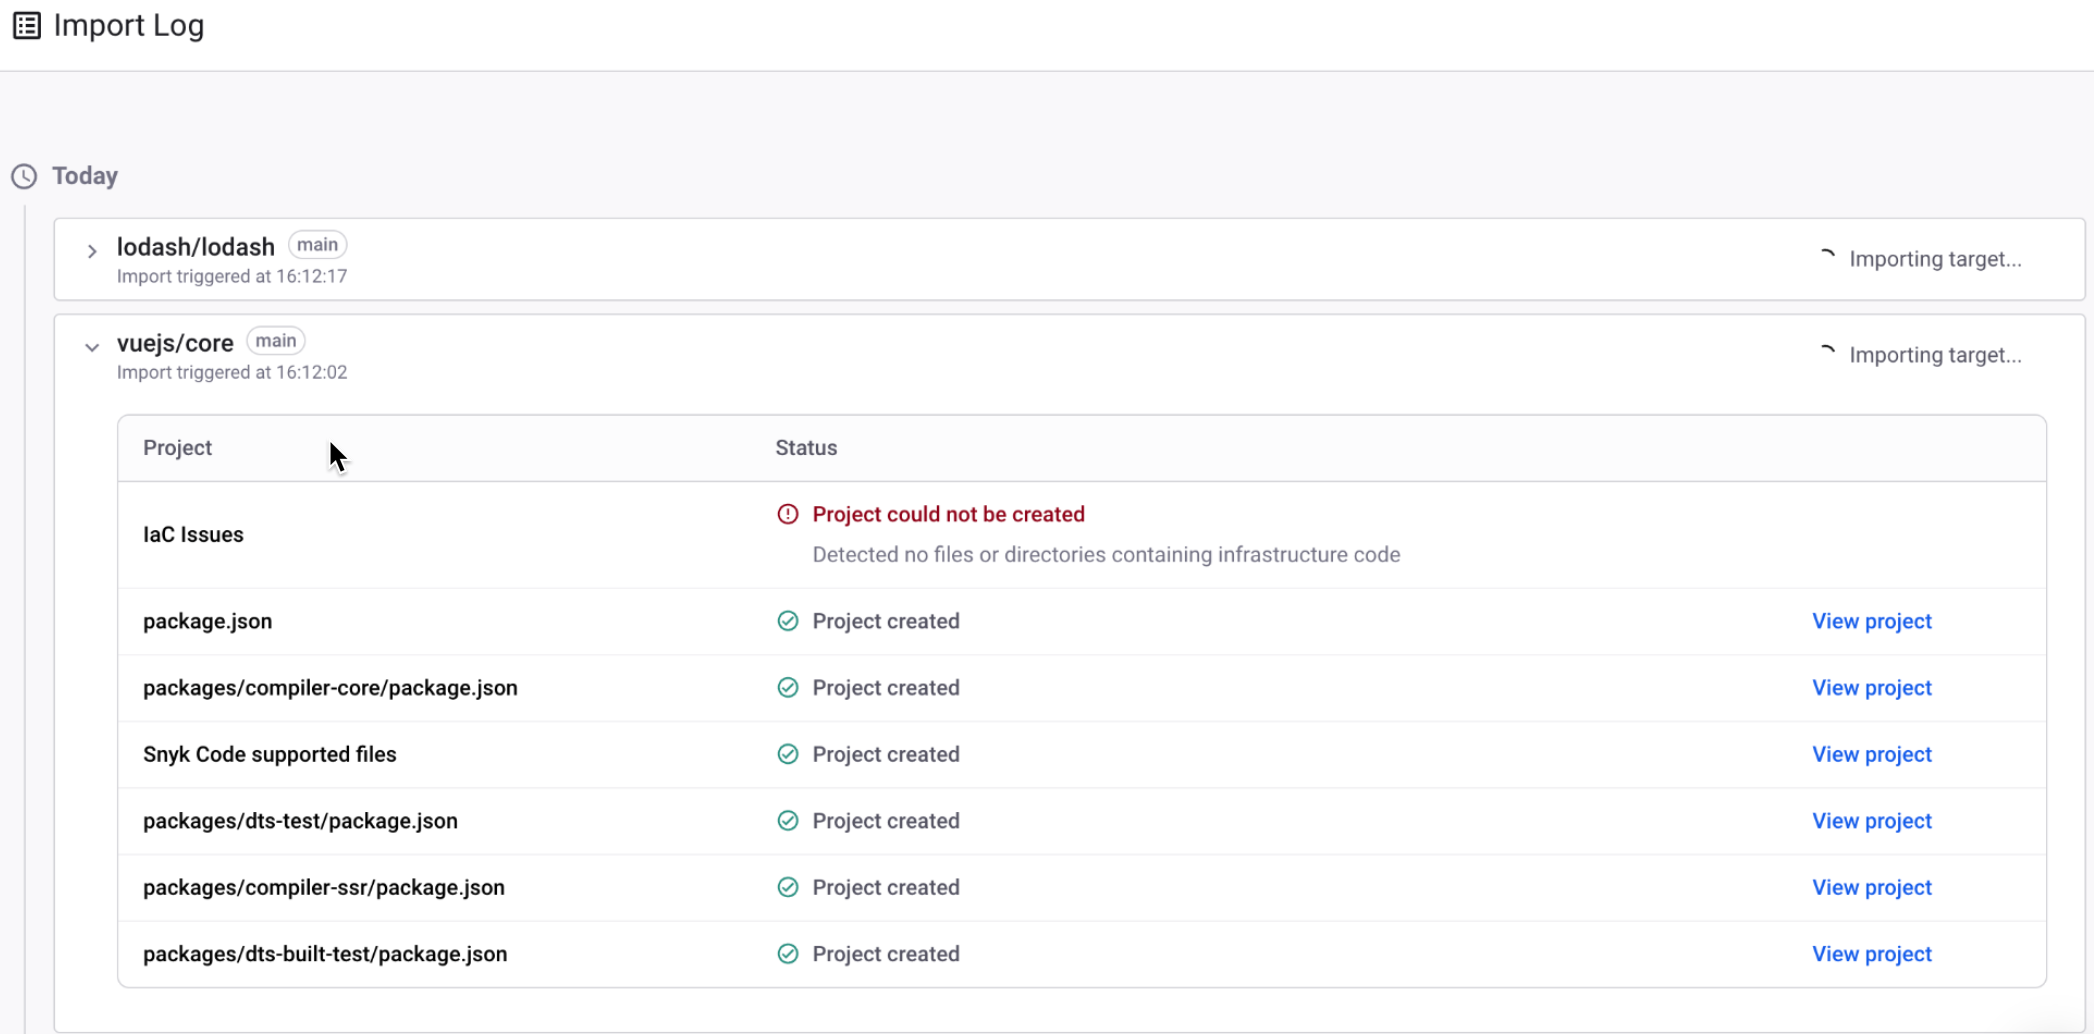 Import Log
Today
lodash/lodash main
Import triggered at 16:12:17
Importing target...
vuejs/core main
Import triggered at 16:12:02
Importing target...
Project Status
IaC Issues
Project could not be created
Detected no files or directories containing infrastructure code
package.json Project created View project
packages/compiler-core/package.json Project created View project
Snyk Code supported files Project created View project
packages/dts-test/package.json Project created View project
packages/compiler-ssr/package.json Project created View project
packages/dts-built-test/package.json Project created View project